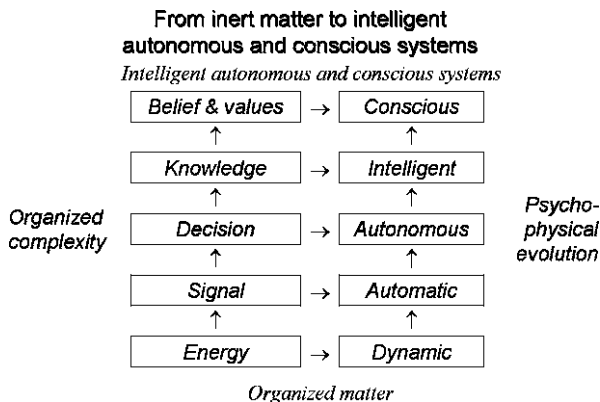 From inert matter to intelligent
autonomous and conscious systems
Intelligent autonomous and conscious systems
Belief & values → Conscious
↑ ↑
Knowledge → Intelligent
↑ ↑
Organized
complexity
Decision → Autonomous
Psycho-
physical
evolution
↑ ↑
Signal → Automatic
↑ ↑
Energy → Dynamic
Organized matter